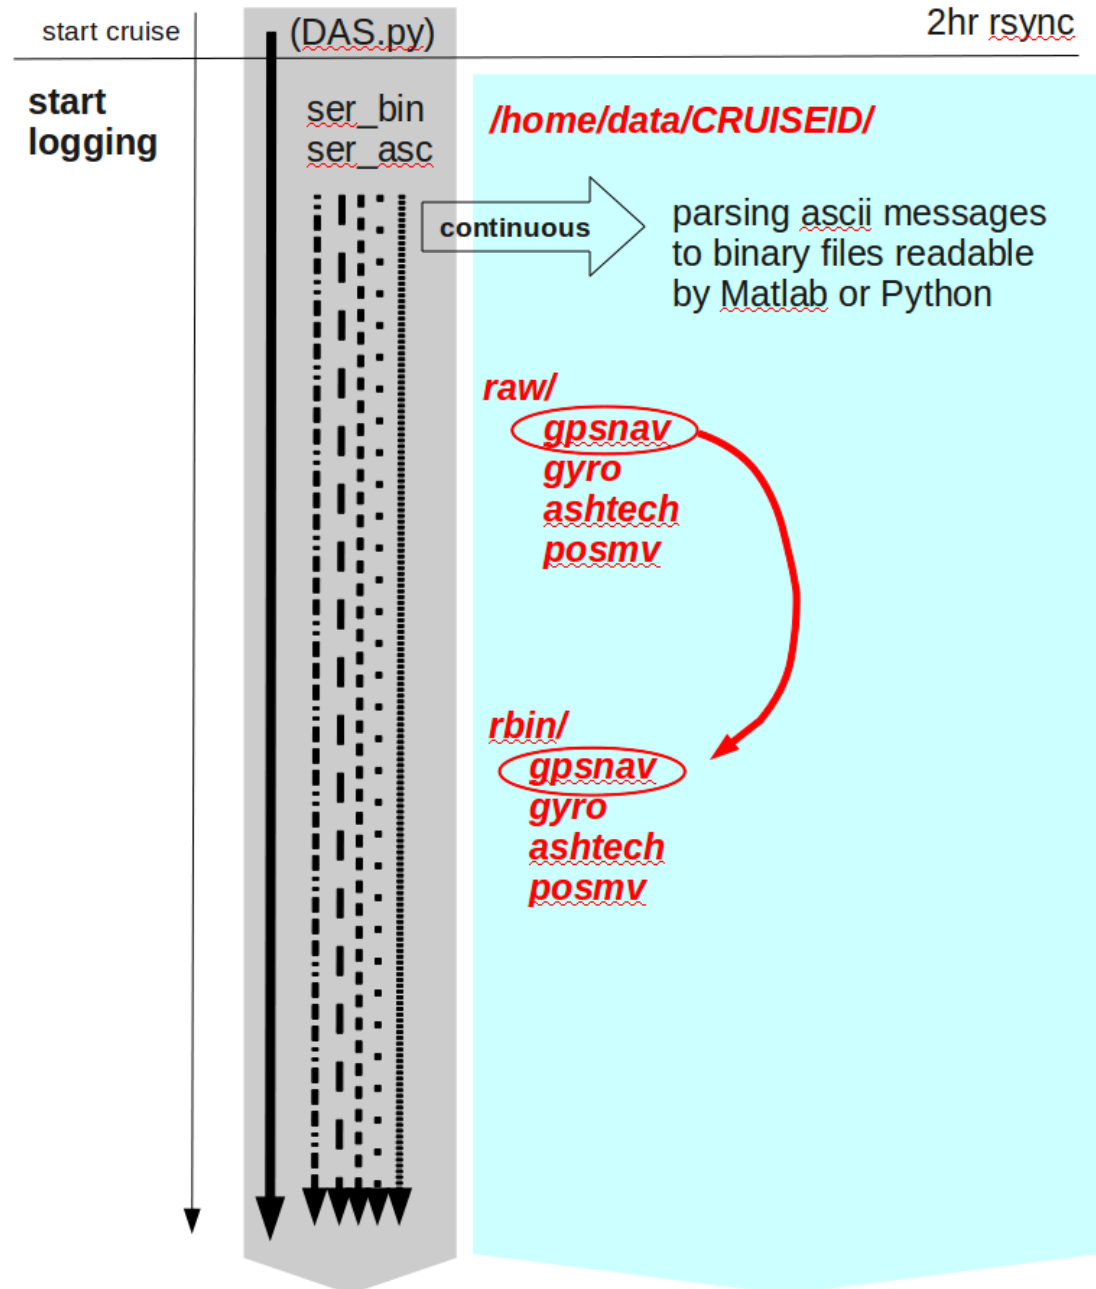 start cruise
(DAS.py)
2hr rsync
start
logging
ser_bin
ser_asc
/home/data/CRUISEID/
continuous
parsing ascii messages
to binary files readable
by Matlab or Python
raw/
gpsnav
gyro
ashtech
posmv
rbin/
gpsnav
gyro
ashtech
posmv